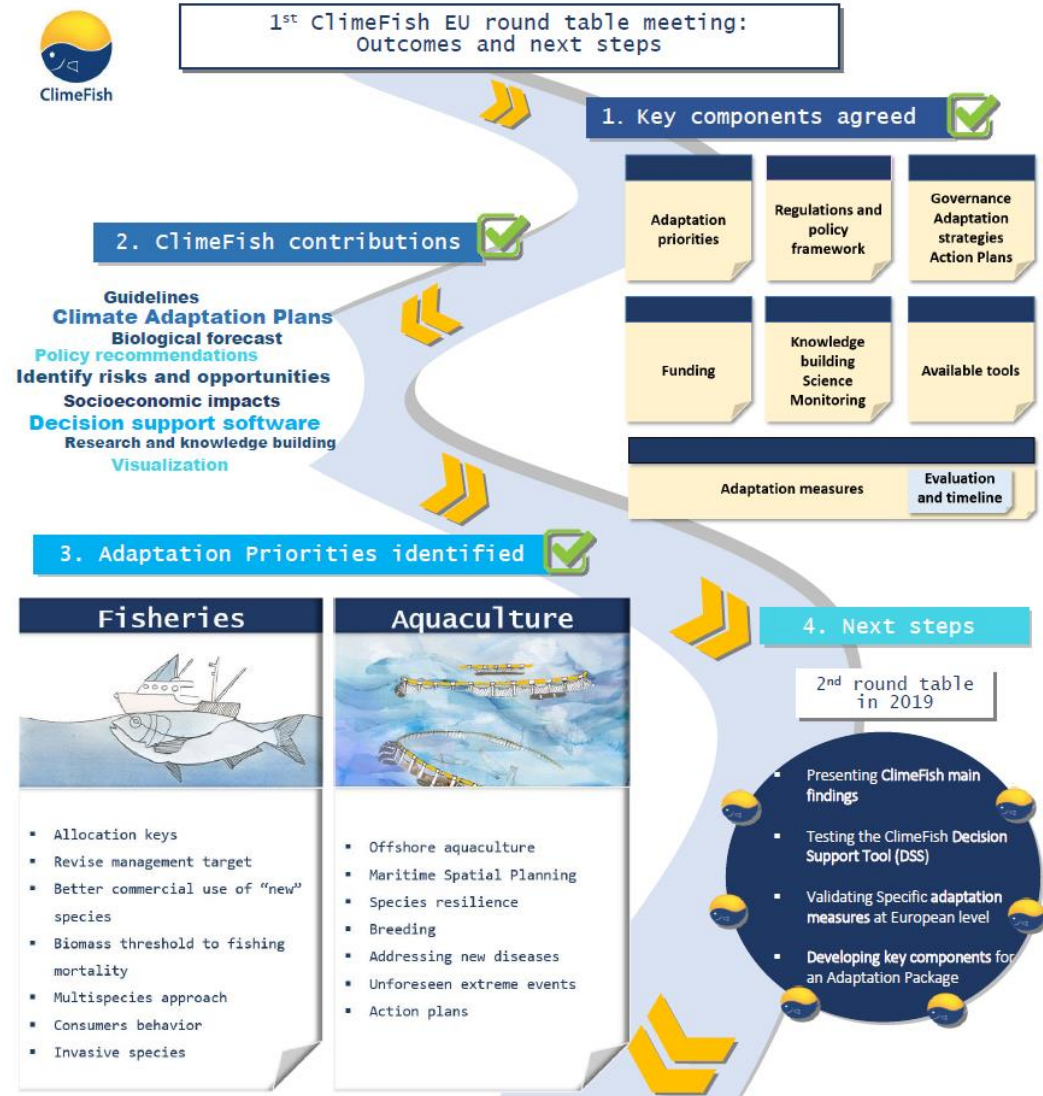 1st ClimeFish EU round table meeting:
Outcomes and next steps
ClimeFish
1. Key components agreed
Adaptation
priorities
Regulations and
policy
framework
Governance
Adaptation
strategies
Action Plans
Funding
Knowledge
building
Science
Monitoring
Available tools
Adaptation measures
Evaluation
and timeline
2. ClimeFish contributions
Guidelines
Climate Adaptation Plans
Biological forecast
Policy recommendations
Identify risks and opportunities
Socioeconomic impacts
Decision support software
Research and knowledge building
Visualization
3. Adaptation Priorities identified
Fisheries
▪ Allocation keys
▪ Revise management target
▪ Better commercial use of “new”
species
▪ Biomass threshold to fishing
mortality
▪ Multispecies approach
▪ Consumers behavior
▪ Invasive species
Aquaculture
▪ Offshore aquaculture
▪ Maritime Spatial Planning
▪ Species resilience
▪ Breeding
▪ Addressing new diseases
▪ Unforeseen extreme events
▪ Action plans
4. Next steps
2nd round table
in 2019
▪ Presenting ClimeFish main
findings
▪ Testing the ClimeFish Decision
Support Tool (DSS)
▪ Validating Specific adaptation
measures at European level
▪ Developing key components for
an Adaptation Package